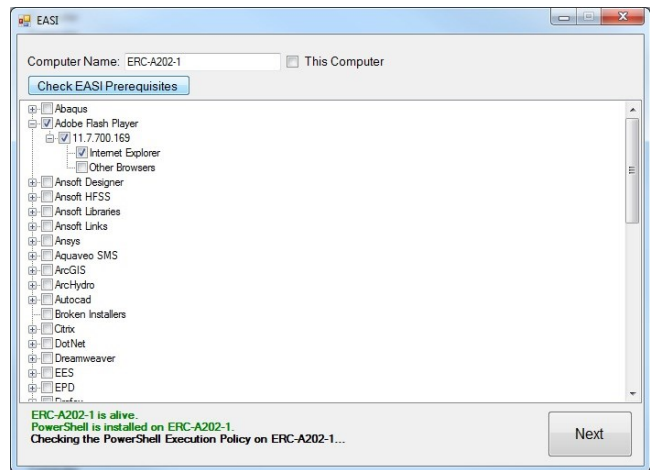 EASI
Computer Name: ERC-A202-1 This Computer
Check EASI Prerequisites
Abaqus
Adobe Flash Player
11.7.700.169
Internet Explorer
Other Browsers
Ansoft Designer
Ansoft HFSS
Ansoft Libraries
Ansoft Links
Ansys
Aquaveo SMS
ArcGIS
ArcHydro
Autocad
Broken Installers
Citrix
DotNet
Dreamweaver
EES
EPD
ERC-A202-1 is alive.
PowerShell is installed on ERC-A202-1.
Checking the PowerShell Execution Policy on ERC-A202-1...
Next